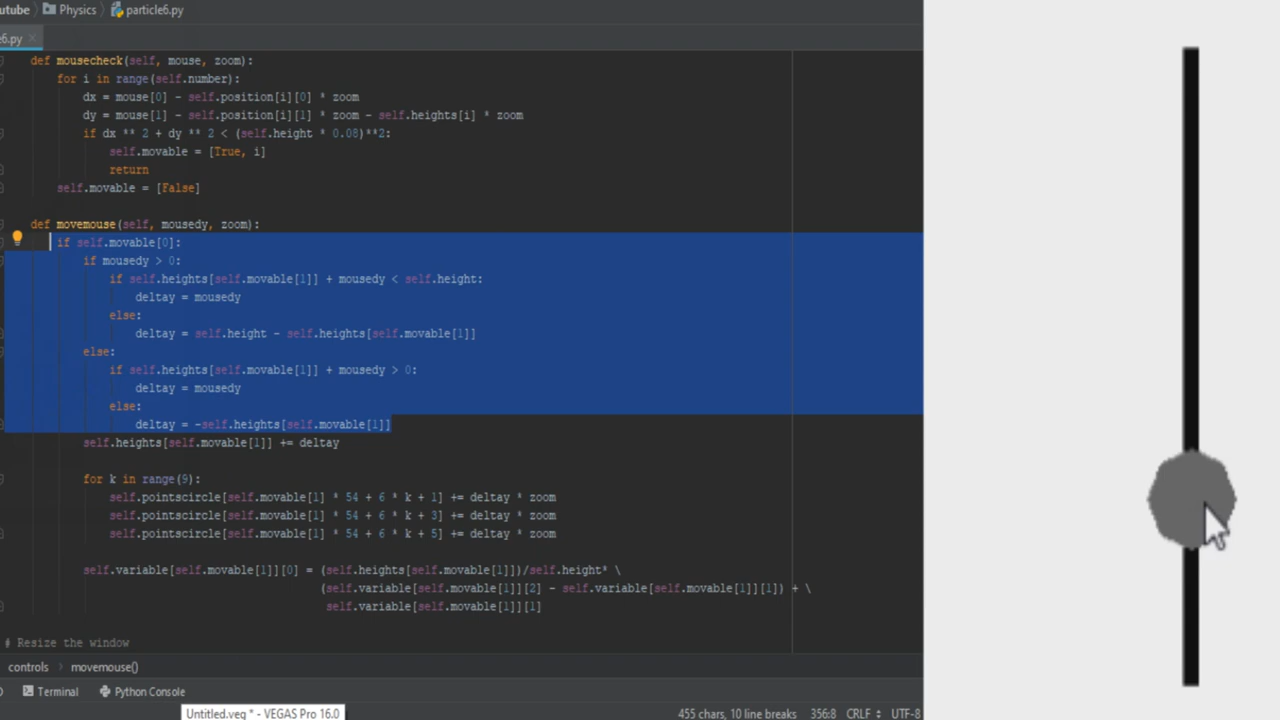 utube Physics particle6.py
e6.py
def mousecheck(self, mouse, zoom):
for i in range(self.number):
dx = mouse[0] - self.position[i][0] * zoom
dy = mouse[1] - self.position[i][1] * zoom - self.heights[i] * zoom
if dx ** 2 + dy ** 2 < (self.height * 0.08)**2:
self.movable = [True, i]
return
self.movable = [False]
def movemouse(self, mousedy, zoom):
if self.movable[0]:
if mousedy > 0:
if self.heights[self.movable[1]] + mousedy < self.height:
deltay = mousedy
else:
deltay = self.height - self.heights[self.movable[1]]
else:
if self.heights[self.movable[1]] + mousedy > 0:
deltay = mousedy
else:
deltay = -self.heights[self.movable[1]]
self.heights[self.movable[1]] += deltay
for k in range(9):
self.pointscircle[self.movable[1] * 54 + 6 * k + 1] += deltay * zoom
self.pointscircle[self.movable[1] * 54 + 6 * k + 3] += deltay * zoom
self.pointscircle[self.movable[1] * 54 + 6 * k + 5] += deltay * zoom
self.variable[self.movable[1]][0] = (self.heights[self.movable[1]])/self.height* \
(self.variable[self.movable[1]][2] - self.variable[self.movable[1]][1]) + \
self.variable[self.movable[1]][1]
# Resize the window
controls > movemouse()
Terminal Python Console
Untitled.veg * - VEGAS Pro 16.0
455 chars, 10 line breaks 356:8 CRLF UTF-8